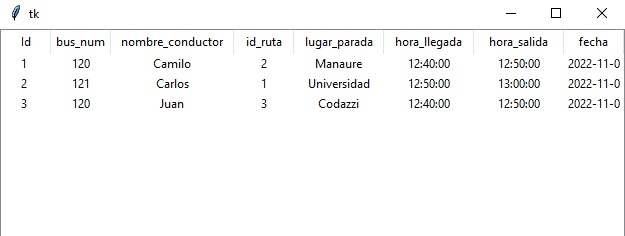 tk
Id bus_num nombre_conductor id_ruta lugar_parada hora_llegada hora_salida fecha
1 120 Camilo 2 Manaure 12:40:00 12:50:00 2022-11-0
2 121 Carlos 1 Universidad 12:50:00 13:00:00 2022-11-0
3 120 Juan 3 Codazzi 12:40:00 12:50:00 2022-11-0